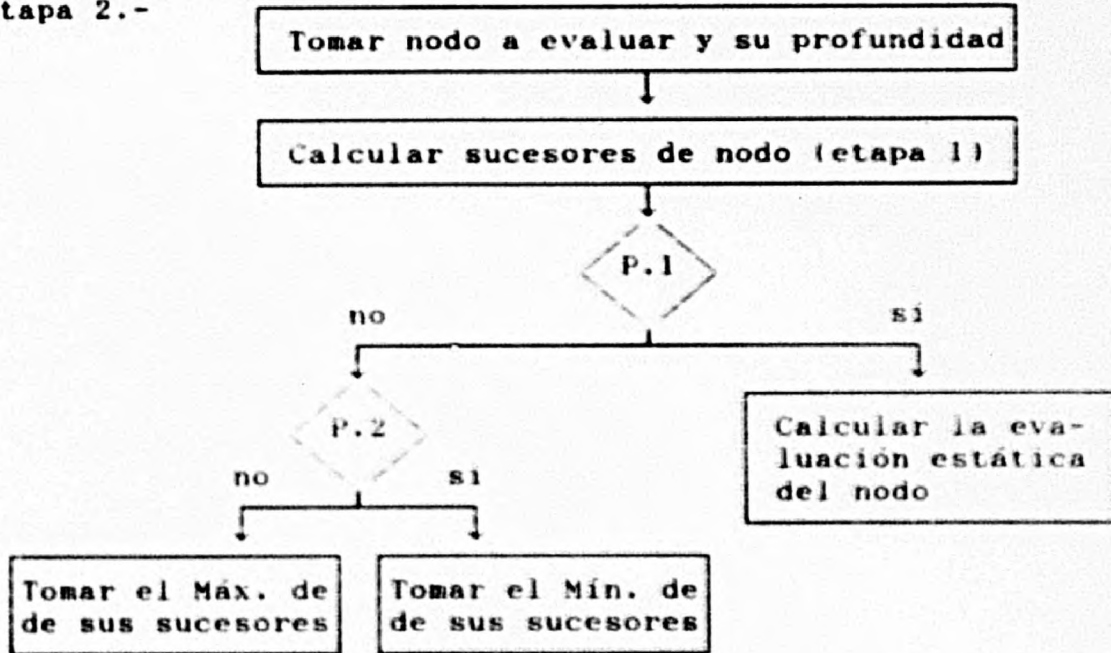 tapa 2.-
Tomar nodo a evaluar y su profundidad
Calcular sucesores de nodo (etapa 1)
P.1
no
sí
P.2
Calcular la eva-
luación estática
del nodo
no
sí
Tomar el Máx. de
de sus sucesores
Tomar el Mín. de
de sus sucesores